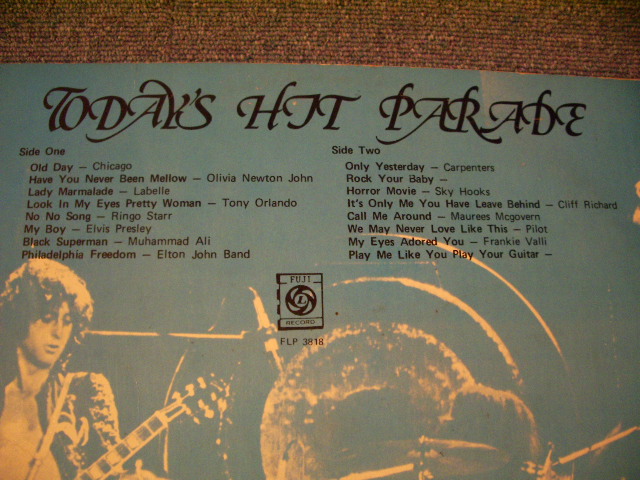 TODAY'S HIT PARADE
Side One
Old Day — Chicago
Have You Never Been Mellow — Olivia Newton John
Lady Marmalade — Labelle
Look In My Eyes Pretty Woman — Tony Orlando
No No Song — Ringo Starr
My Boy — Elvis Presley
Black Superman — Muhammad Ali
Philadelphia Freedom — Elton John Band
Side Two
Only Yesterday — Carpenters
Rock Your Baby —
Horror Movie — Sky Hooks
It's Only Me You Have Leave Behind — Cliff Richard
Call Me Around — Maurees Mcgovern
We May Never Love Like This — Pilot
My Eyes Adored You — Frankie Valli
Play Me Like You Play Your Guitar —
FUJI
L
RECORD
FLP 3818